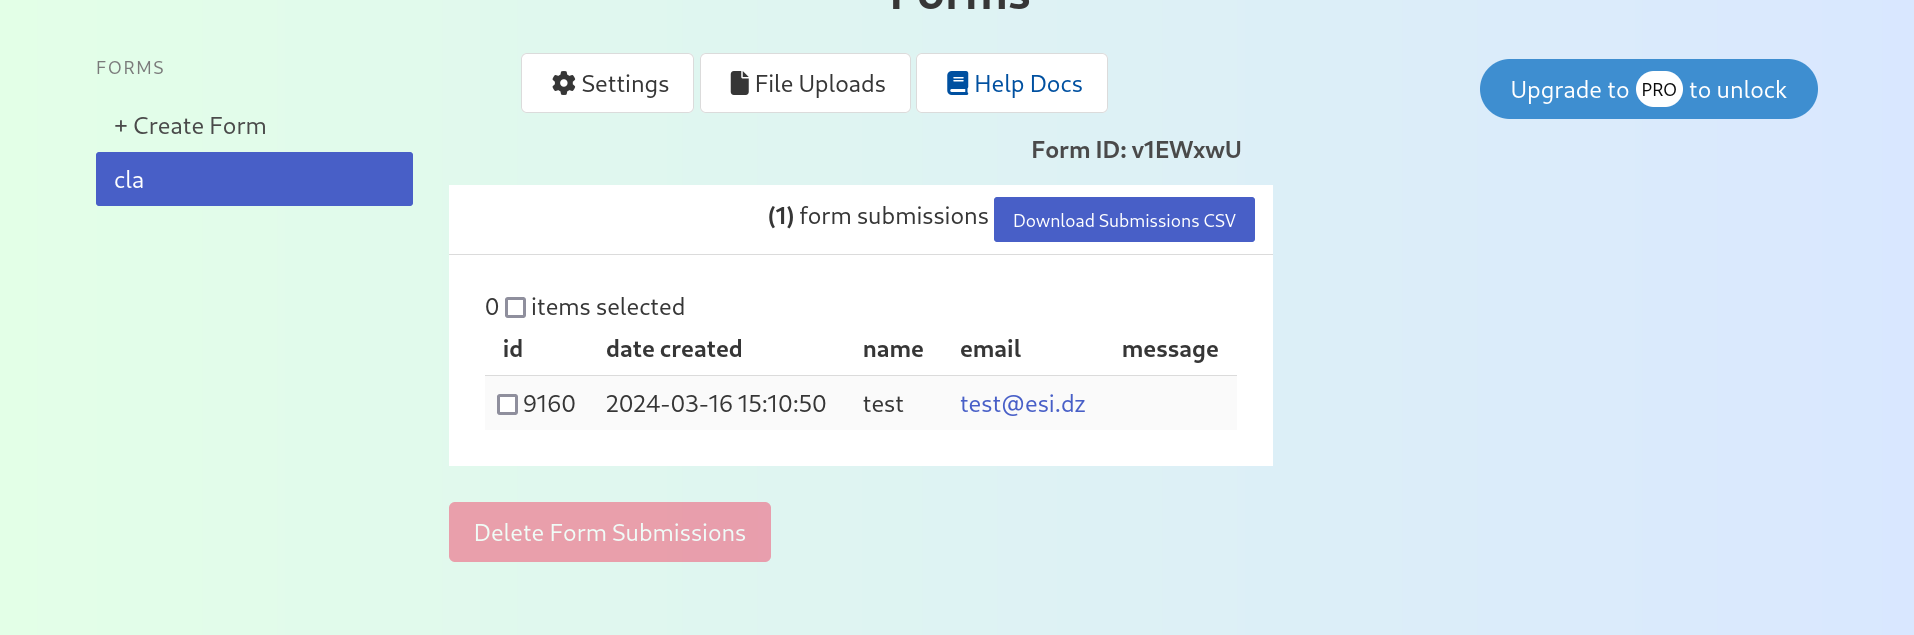 Forms
FORMS
+ Create Form
cla
Settings
File Uploads
Help Docs
Upgrade to PRO to unlock
Form ID: v1EWxwU
(1) form submissions Download Submissions CSV
0 items selected
id date created name email message
9160 2024-03-16 15:10:50 test test@esi.dz
Delete Form Submissions